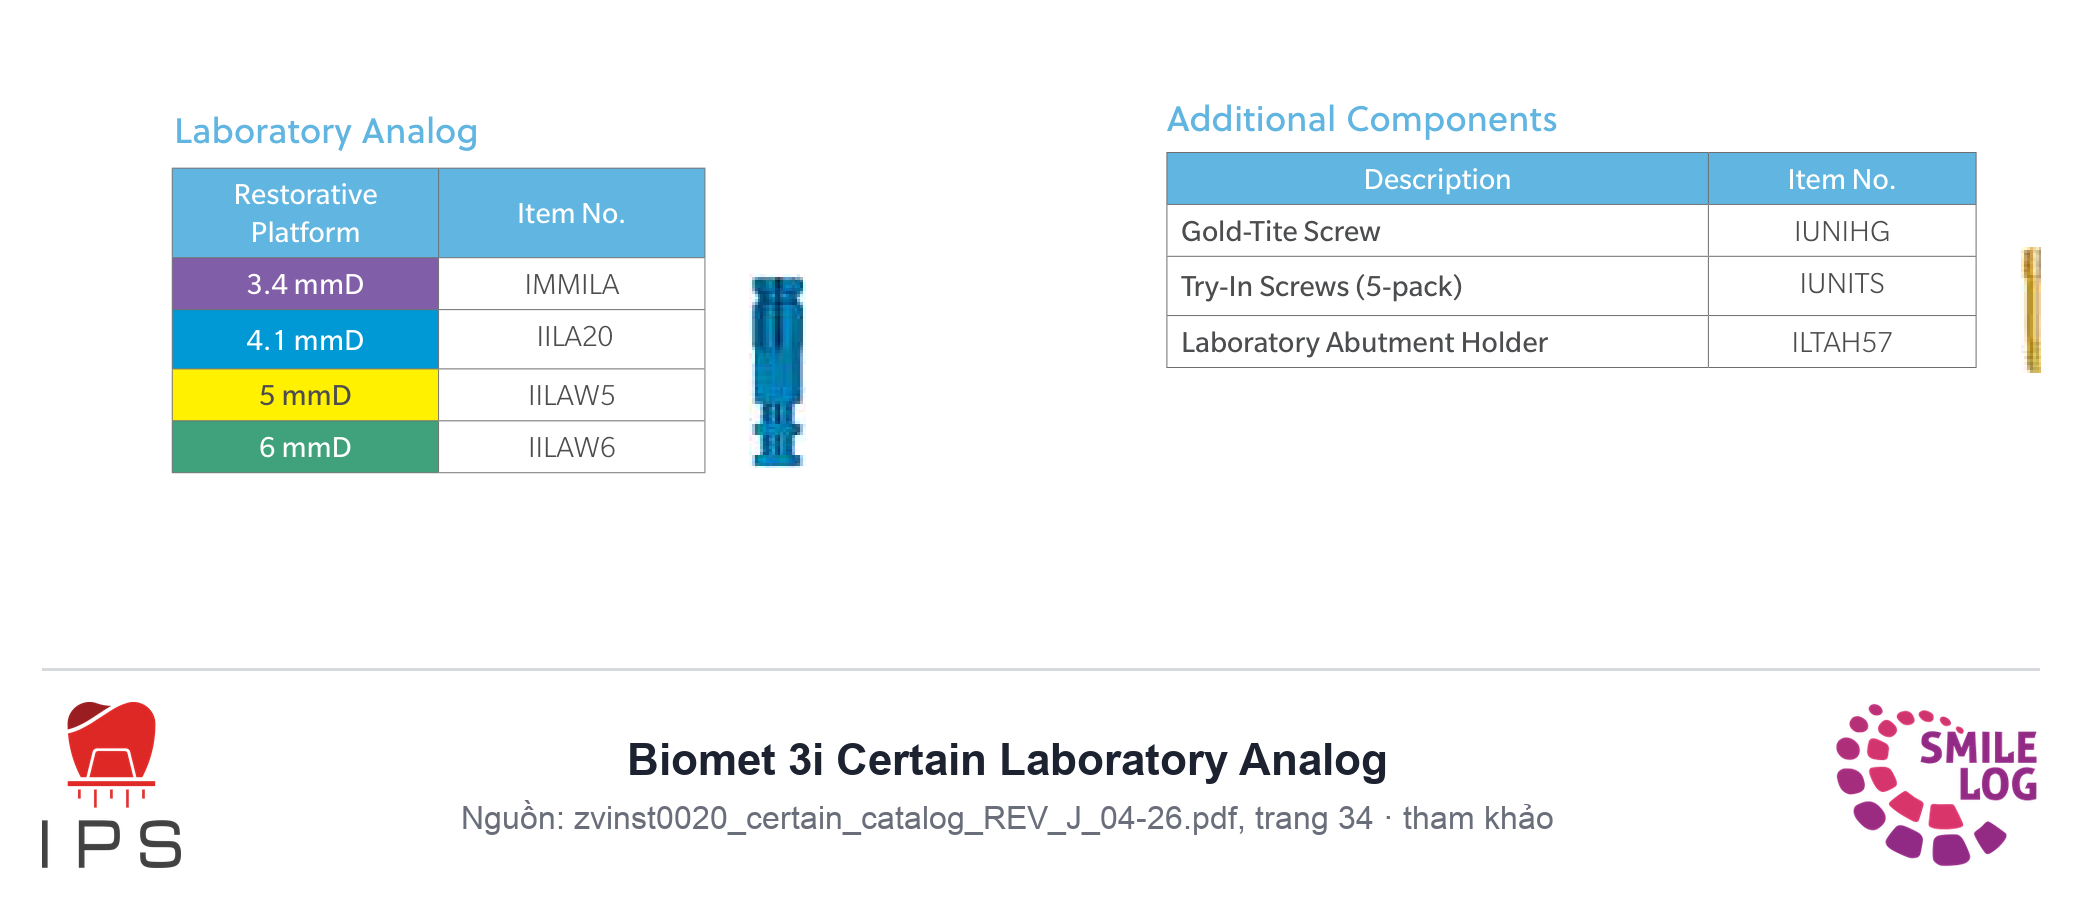 Laboratory Analog
Restorative Platform | Item No.
3.4 mmD | IMMILA
4.1 mmD | IILA20
5 mmD | IILAW5
6 mmD | IILAW6
Additional Components
Description | Item No.
Gold-Tite Screw | IUNIHG
Try-In Screws (5-pack) | IUNITS
Laboratory Abutment Holder | ILTAH57
IPS
Biomet 3i Certain Laboratory Analog
Nguồn: zvinst0020_certain_catalog_REV_J_04-26.pdf, trang 34 · tham khảo
SMILE
LOG